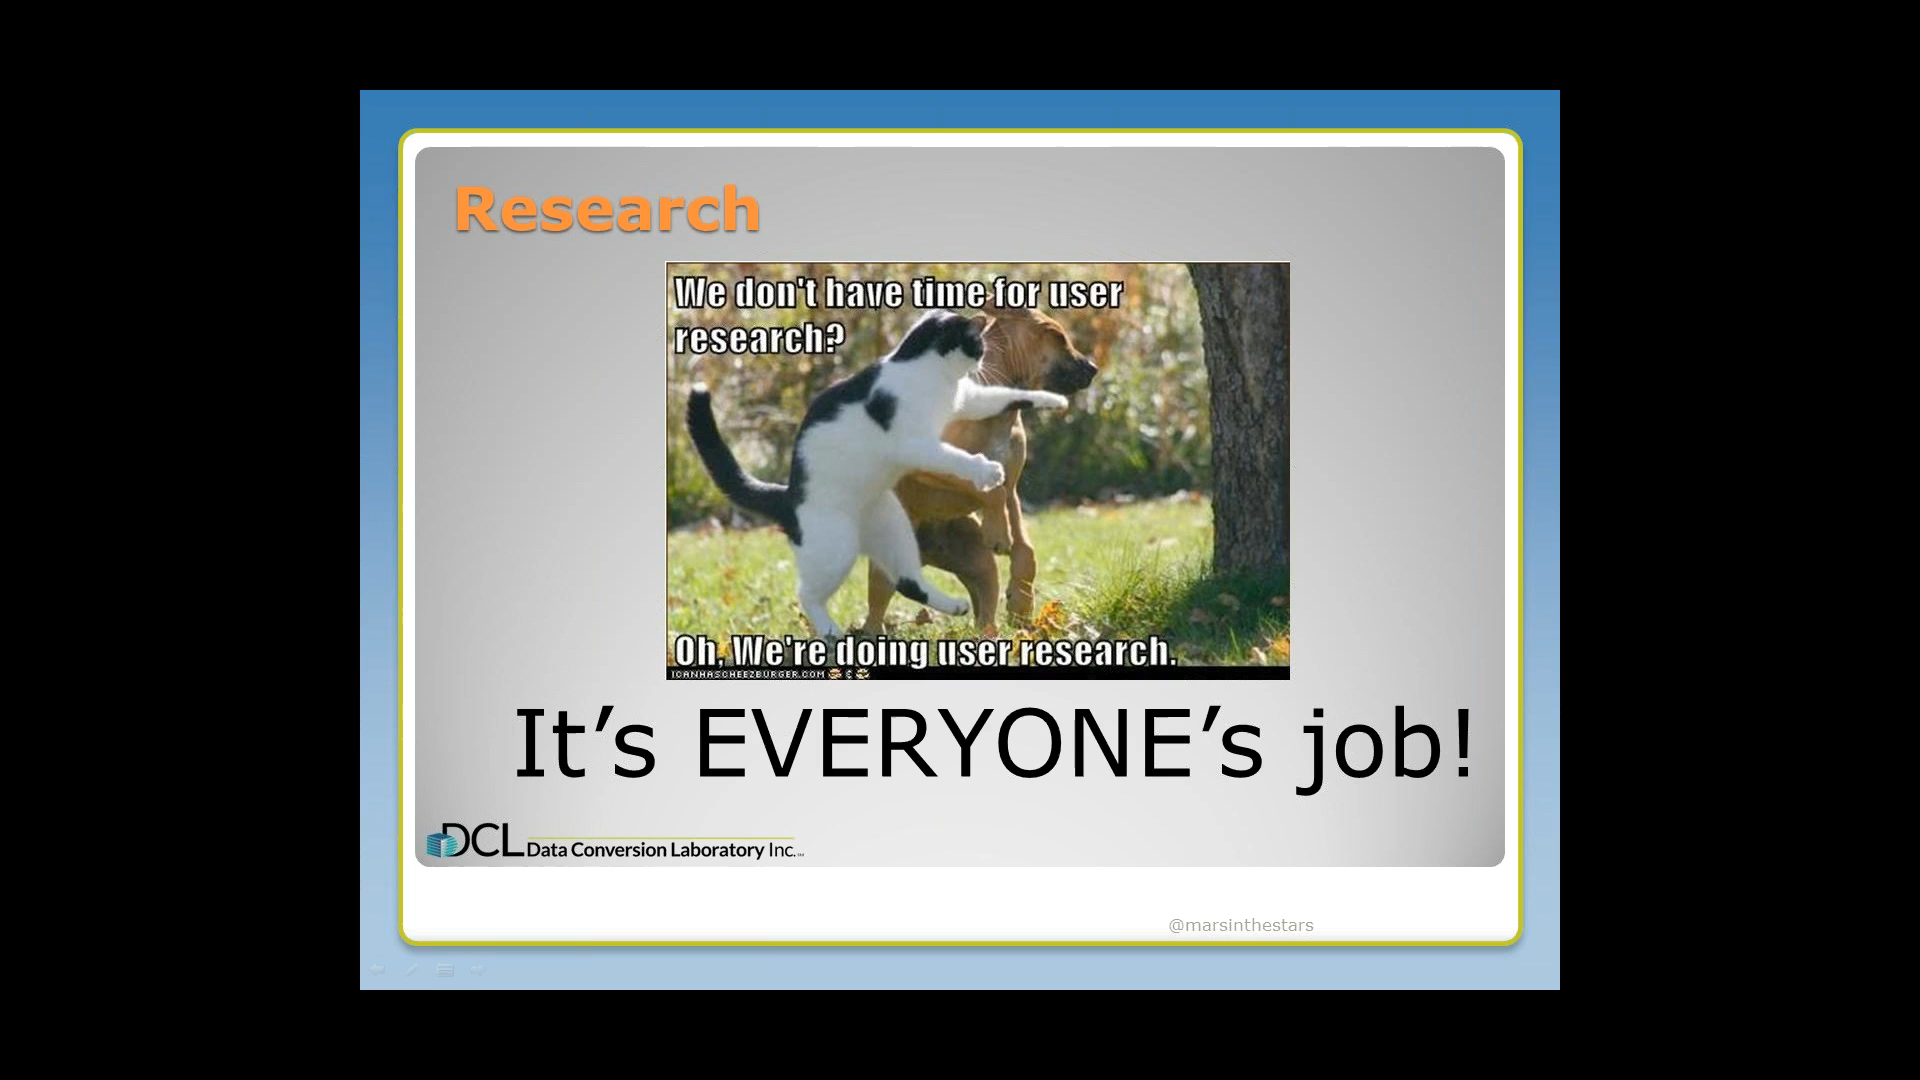 Research
We don't have time for user
research?
Oh, We're doing user research.
ICANHASCHEEZBURGER.COM
It’s EVERYONE’s job!
DCL Data Conversion Laboratory Inc.
@marsinthestars